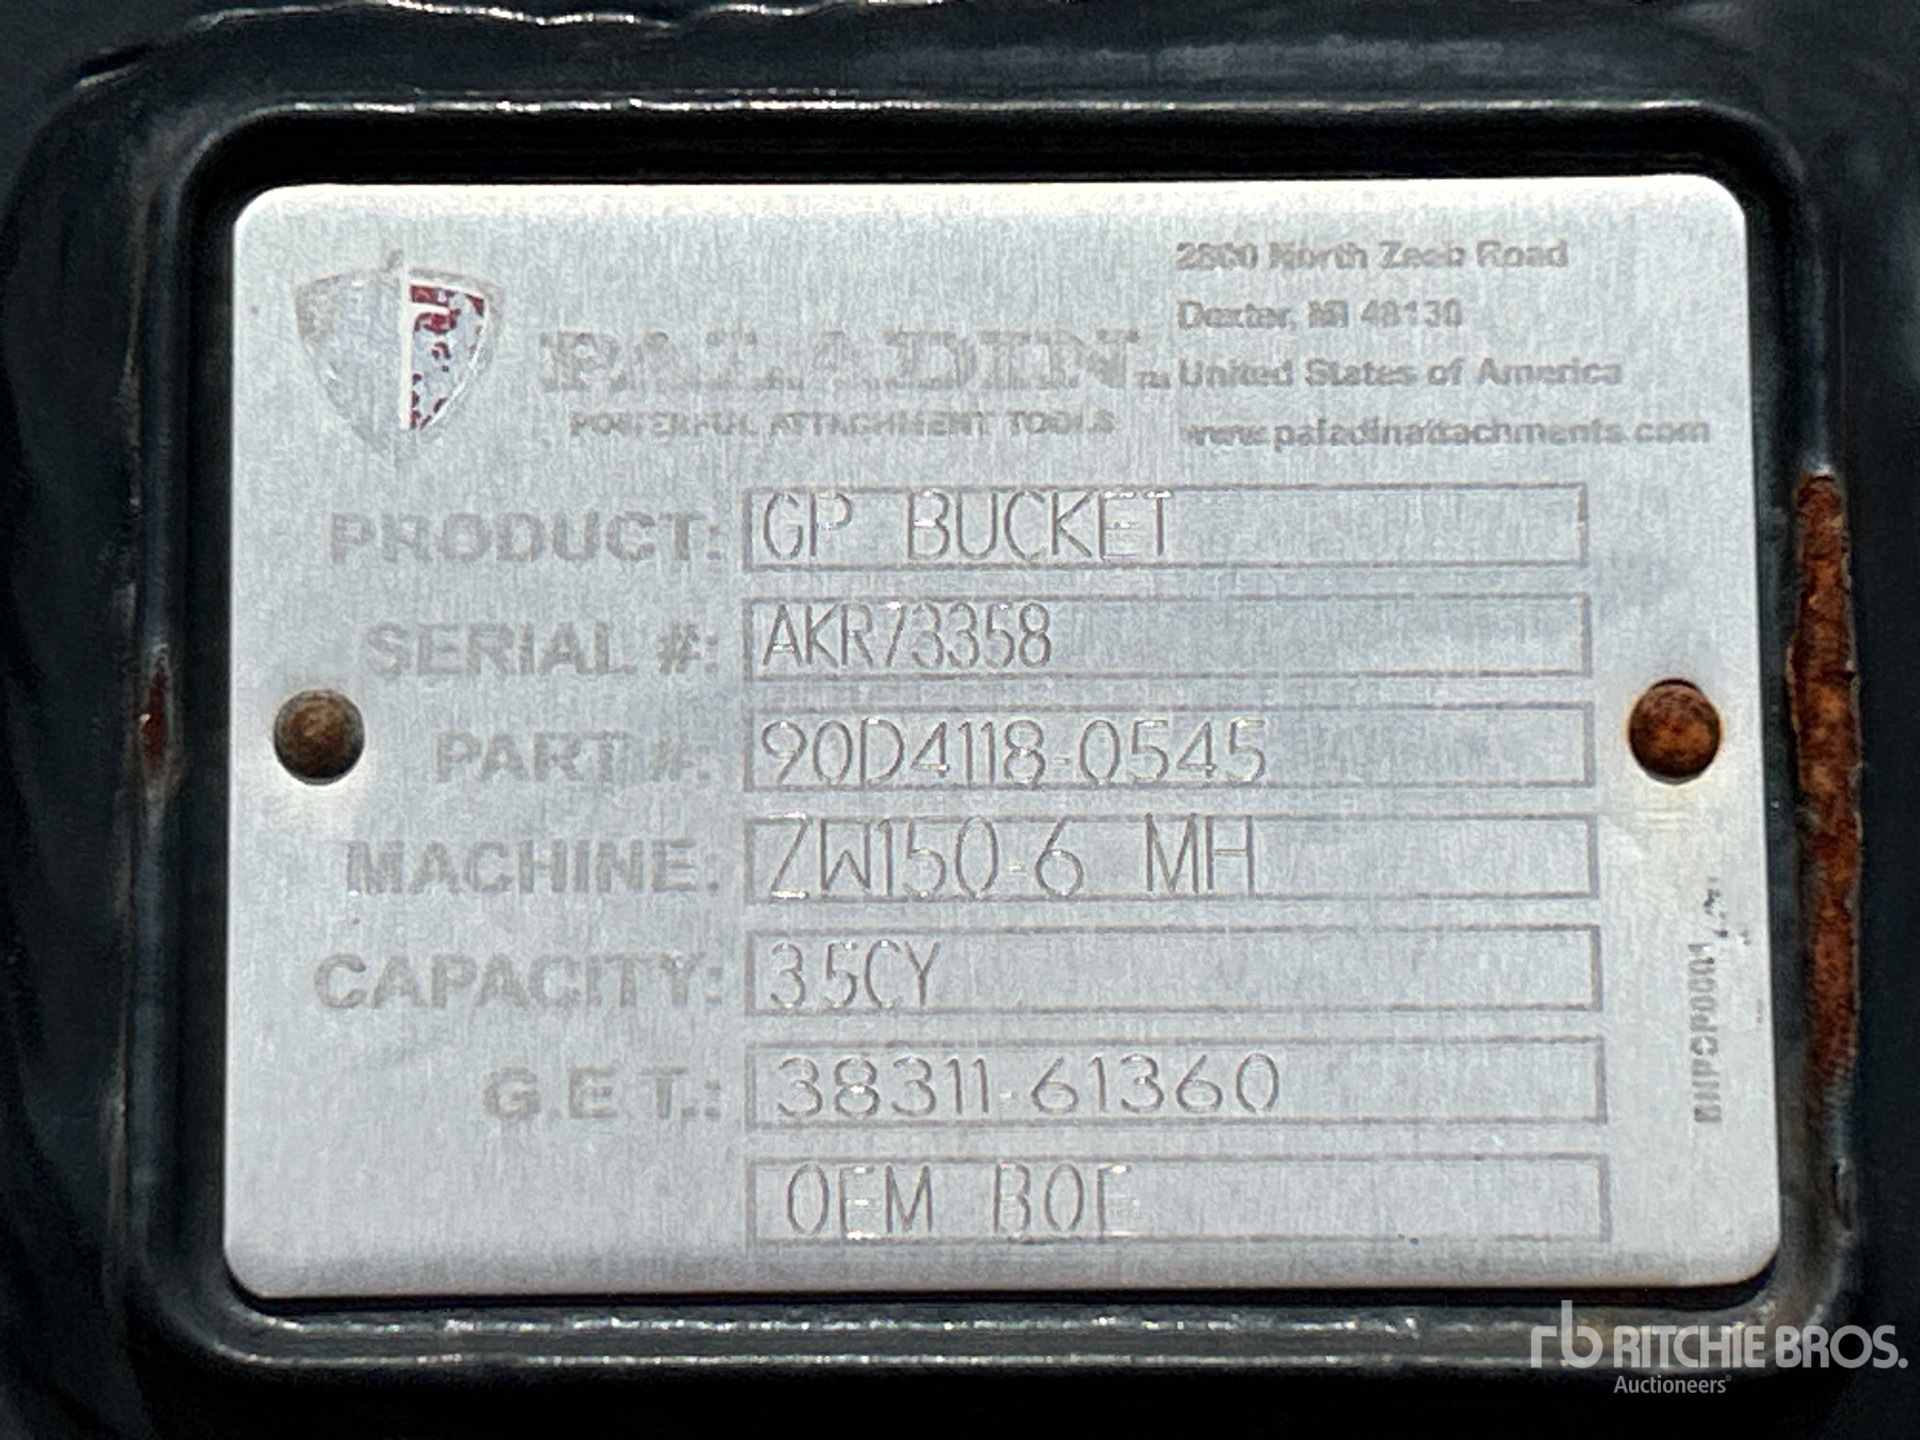 PALADIN™
POWERFUL ATTACHMENT TOOLS
2800 North Zeeb Road
Dexter, MI 48130
United States of America
www.paladinattachments.com
PRODUCT: GP BUCKET
SERIAL #: AKR73358
PART #: 90D4118-0545
MACHINE: ZW150-6 MH
CAPACITY: 3.5CY
G.E.T.: 38311-61360
OEM BOE
rb RITCHIE BROS.
Auctioneers